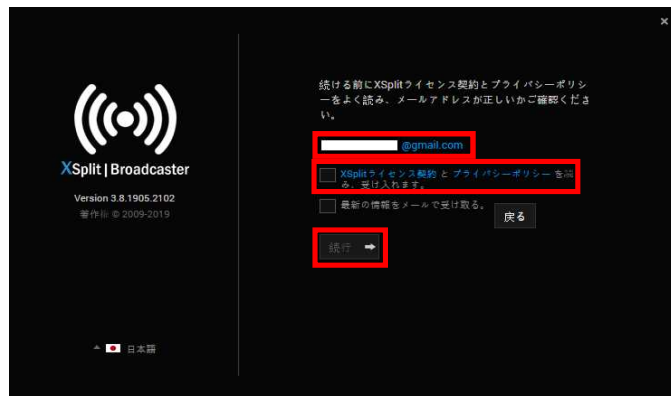 XSplit | Broadcaster
Version 3.8.1905.2102
著作権 © 2009-2019
日本語
続ける前にXSplitライセンス契約とプライバシーポリシ
ーをよく読み、メールアドレスが正しいかご確認くださ
い。
@gmail.com
XSplitライセンス契約 と プライバシーポリシー を読
み、受け入れます。
最新の情報をメールで受け取る。
戻る
続行